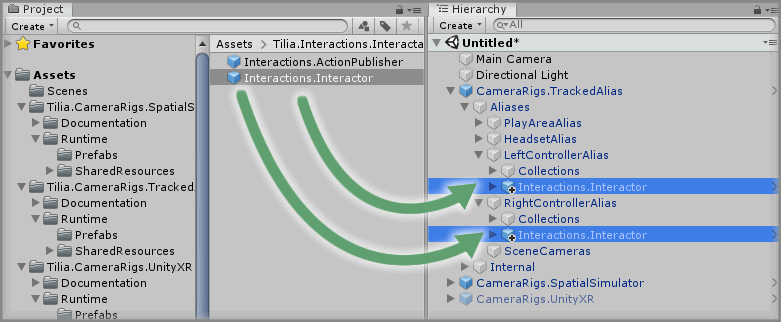 Project
Create
Favorites
Assets
Scenes
Tilia.CameraRigs.SpatialS
Documentation
Runtime
Prefabs
SharedResources
Tilia.CameraRigs.Tracked
Documentation
Runtime
Prefabs
SharedResources
Tilia.CameraRigs.UnityXR
Documentation
Runtime
Prefabs
Assets > Tilia.Interactions.Interacta
Interactions.ActionPublisher
Interactions.Interactor
Hierarchy
Create All
Untitled*
Main Camera
Directional Light
CameraRigs.TrackedAlias
Aliases
PlayAreaAlias
HeadsetAlias
LeftControllerAlias
Collections
Interactions.Interactor
RightControllerAlias
Collections
Interactions.Interactor
SceneCameras
Internal
CameraRigs.SpatialSimulator
CameraRigs.UnityXR